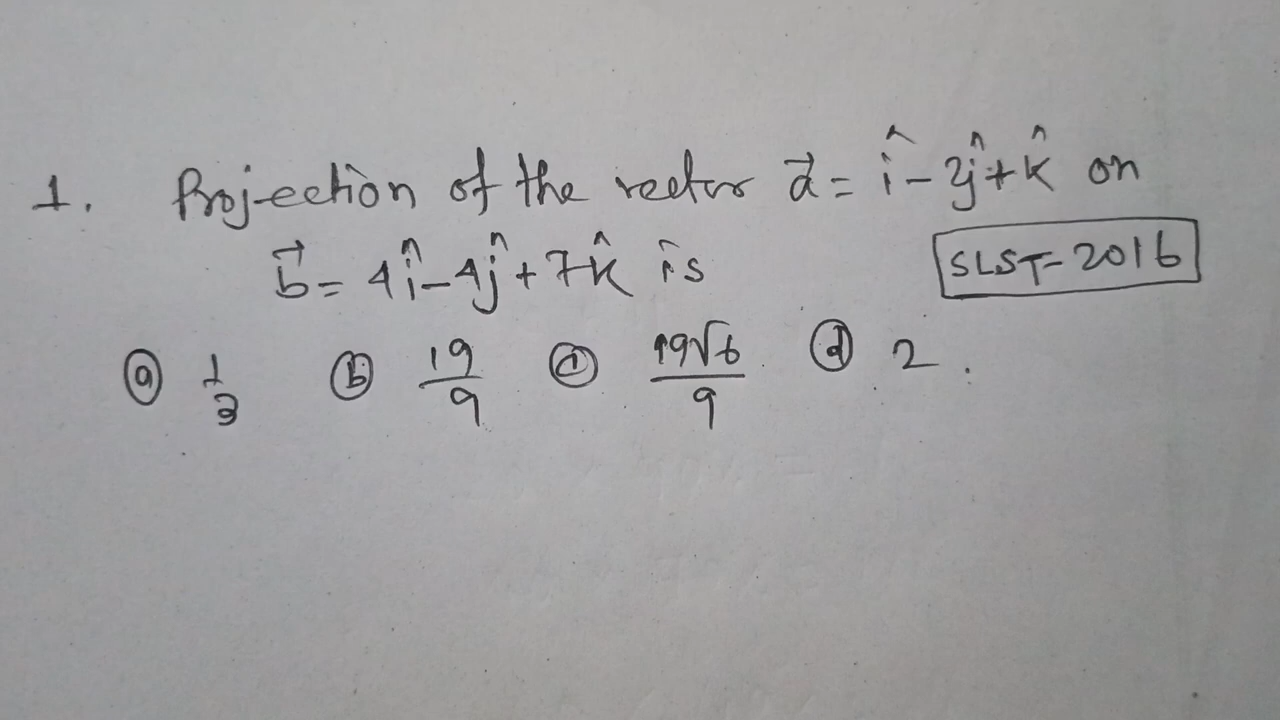 1. Projection of the vector a⃗ = î - 2ĵ + k̂ on
b⃗ = 4î - 4ĵ + 7k̂ is
SLST-2016
ⓐ 1/3 ⓑ 19/9 ⓒ 19√6/9 ⓓ 2.